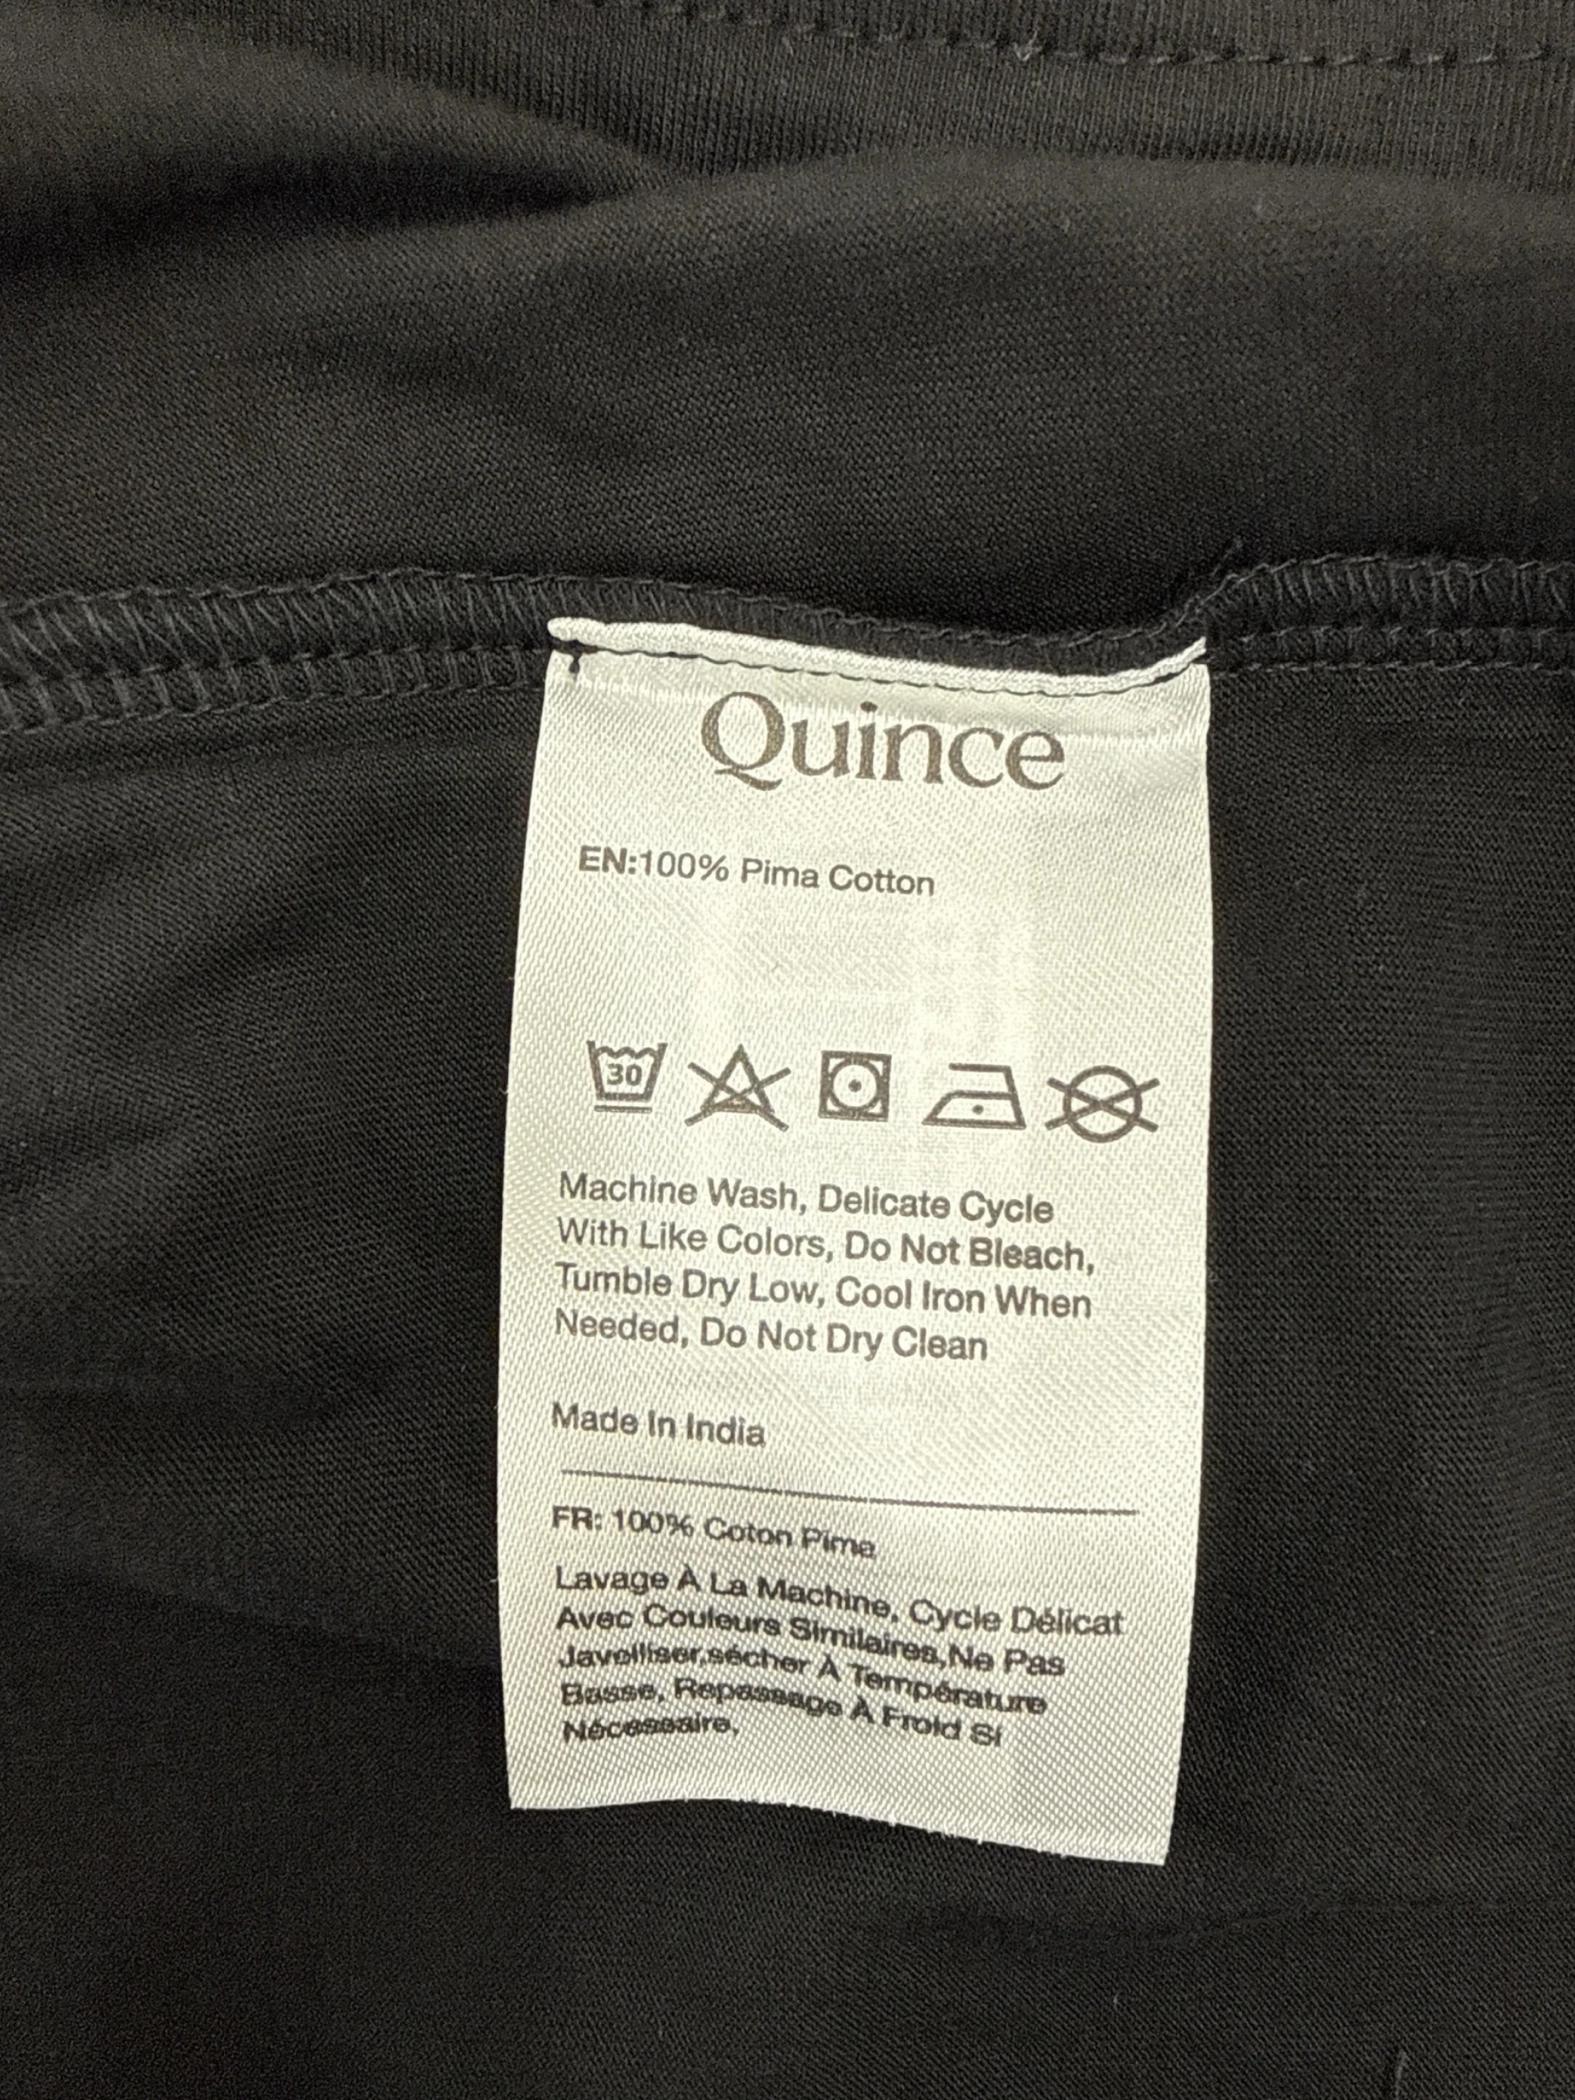 Quince
EN:100% Pima Cotton
30
Machine Wash, Delicate Cycle
With Like Colors, Do Not Bleach,
Tumble Dry Low, Cool Iron When
Needed, Do Not Dry Clean
Made In India
FR: 100% Coton Pima
Lavage À La Machine, Cycle Délicat
Avec Couleurs Similaires,Ne Pas
Javelliser,sécher À Température
Basse, Repassage À Froid Si
Nécessaire,